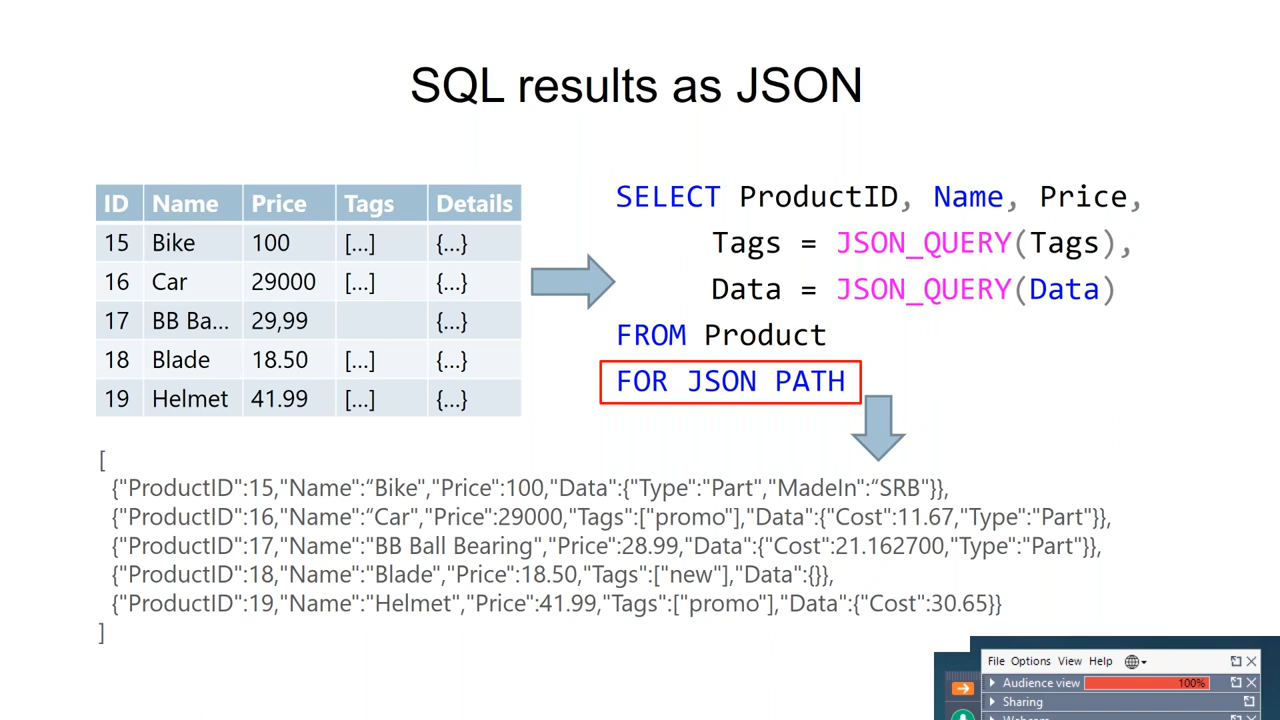 SQL results as JSON
ID Name Price Tags Details
15 Bike 100 [...] {...}
16 Car 29000 [...] {...}
17 BB Ba... 29,99 {...}
18 Blade 18.50 [...] {...}
19 Helmet 41.99 [...] {...}
SELECT ProductID, Name, Price,
Tags = JSON_QUERY(Tags),
Data = JSON_QUERY(Data)
FROM Product
FOR JSON PATH
[
{"ProductID":15,"Name":“Bike","Price":100,"Data":{"Type":"Part","MadeIn":“SRB"}},
{"ProductID":16,"Name":“Car","Price":29000,"Tags":["promo"],"Data":{"Cost":11.67,"Type":"Part"}},
{"ProductID":17,"Name":"BB Ball Bearing","Price":28.99,"Data":{"Cost":21.162700,"Type":"Part"}},
{"ProductID":18,"Name":"Blade","Price":18.50,"Tags":["new"],"Data":{}},
{"ProductID":19,"Name":"Helmet","Price":41.99,"Tags":["promo"],"Data":{"Cost":30.65}}
]
File Options View Help
Audience view 100%
Sharing
Webcam